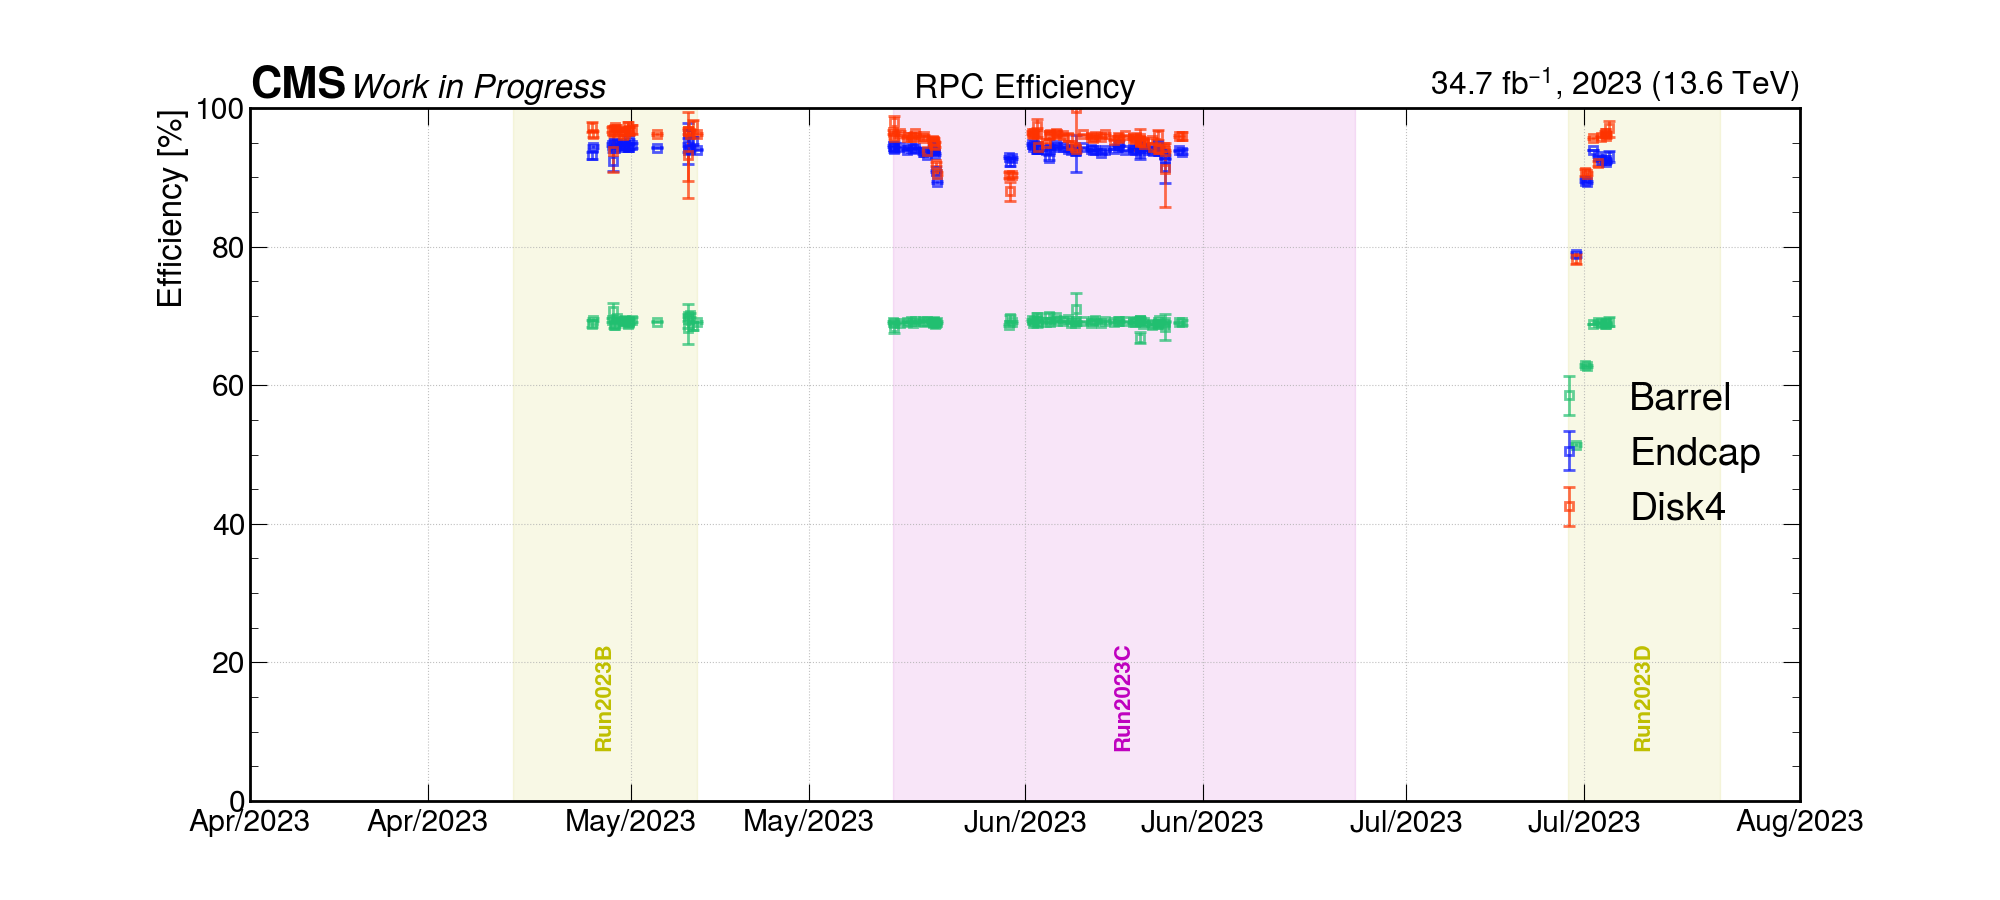 CMS Work in Progress RPC Efficiency 34.7 fb⁻¹, 2023 (13.6 TeV)
Efficiency [%]
100
80
60
40
20
0
Barrel
Endcap
Disk4
Run2023B
Run2023C
Run2023D
Apr/2023 Apr/2023 May/2023 May/2023 Jun/2023 Jun/2023 Jul/2023 Jul/2023 Aug/2023